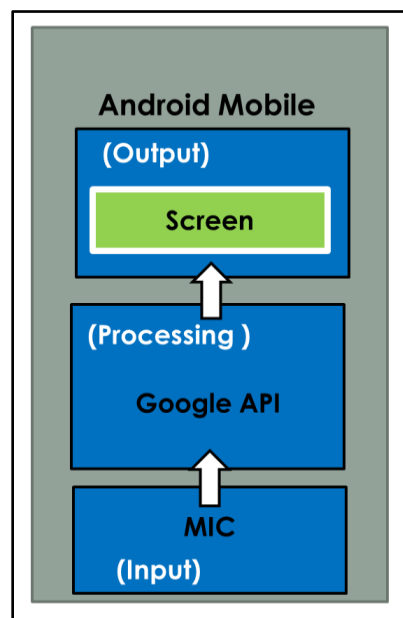 Android Mobile
(Output)
Screen
(Processing )
Google API
MIC
(Input)